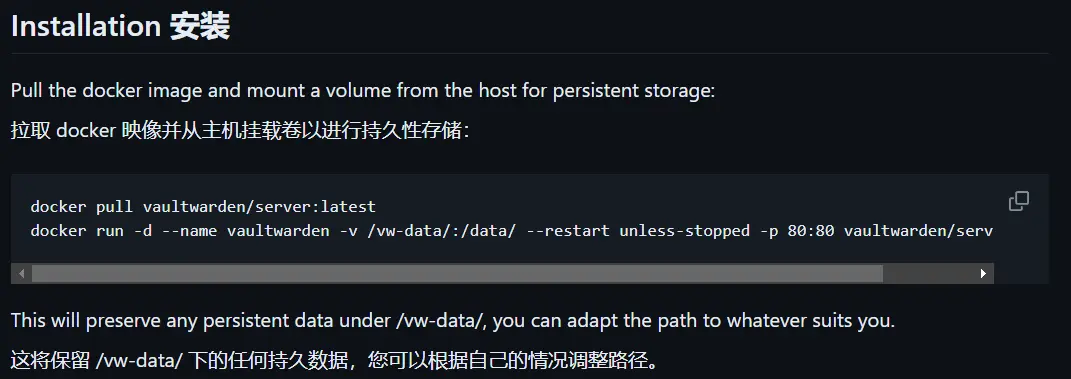 Installation 安装
Pull the docker image and mount a volume from the host for persistent storage:
拉取 docker 映像并从主机挂载卷以进行持久性存储：
docker pull vaultwarden/server:latest
docker run -d --name vaultwarden -v /vw-data/:/data/ --restart unless-stopped -p 80:80 vaultwarden/serv
This will preserve any persistent data under /vw-data/, you can adapt the path to whatever suits you.
这将保留 /vw-data/ 下的任何持久数据，您可以根据自己的情况调整路径。